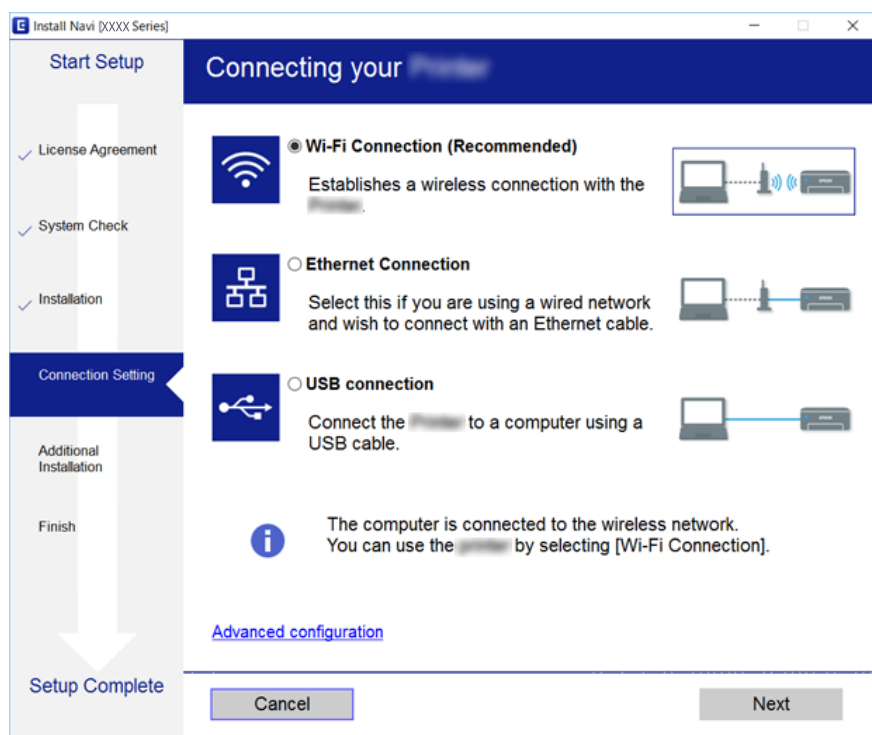 Install Navi [XXXX Series]
Start Setup
License Agreement
System Check
Installation
Connection Setting
Additional
Installation
Finish
Setup Complete
Connecting your
Wi-Fi Connection (Recommended)
Establishes a wireless connection with the
.
Ethernet Connection
Select this if you are using a wired network
and wish to connect with an Ethernet cable.
USB connection
Connect the to a computer using a
USB cable.
The computer is connected to the wireless network.
You can use the by selecting [Wi-Fi Connection].
Advanced configuration
Cancel
Next